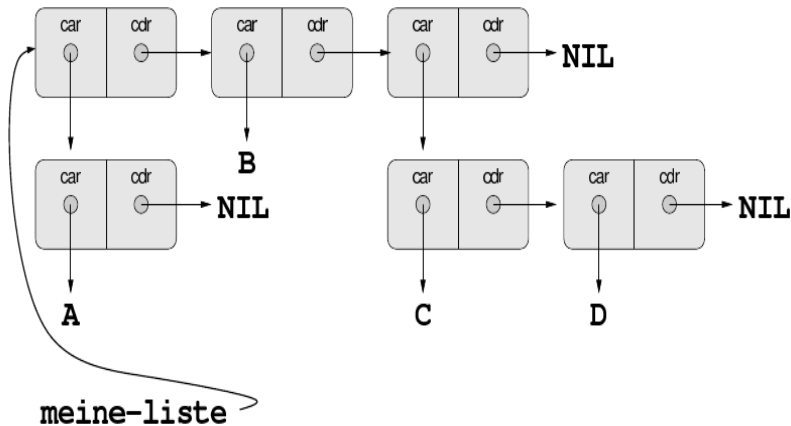 car cdr car cdr car cdr
NIL
B
car cdr car cdr car cdr
NIL NIL
A C D
meine-liste